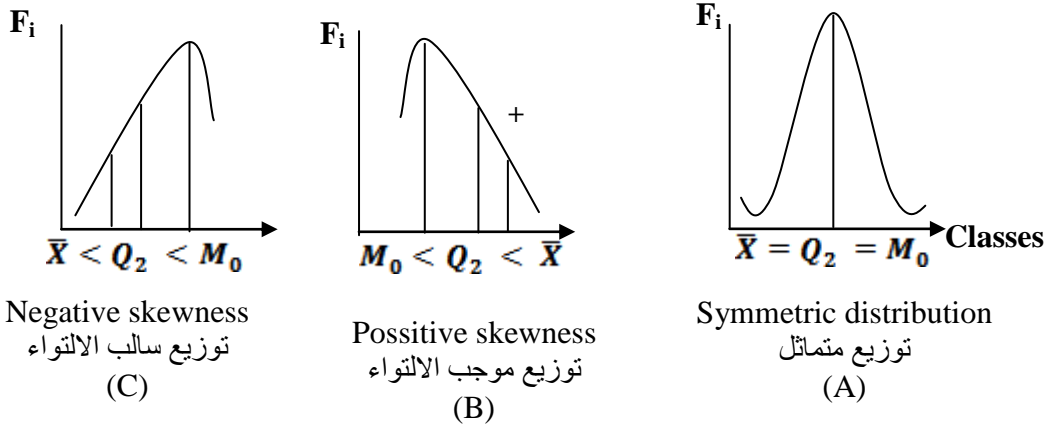 Fᵢ
X̄ < Q₂ < M₀
Negative skewness
توزيع سالب الالتواء
(C)
Fᵢ
+
M₀ < Q₂ < X̄
Possitive skewness
توزيع موجب الالتواء
(B)
Fᵢ
Classes
X̄ = Q₂ = M₀
Symmetric distribution
توزيع متماثل
(A)